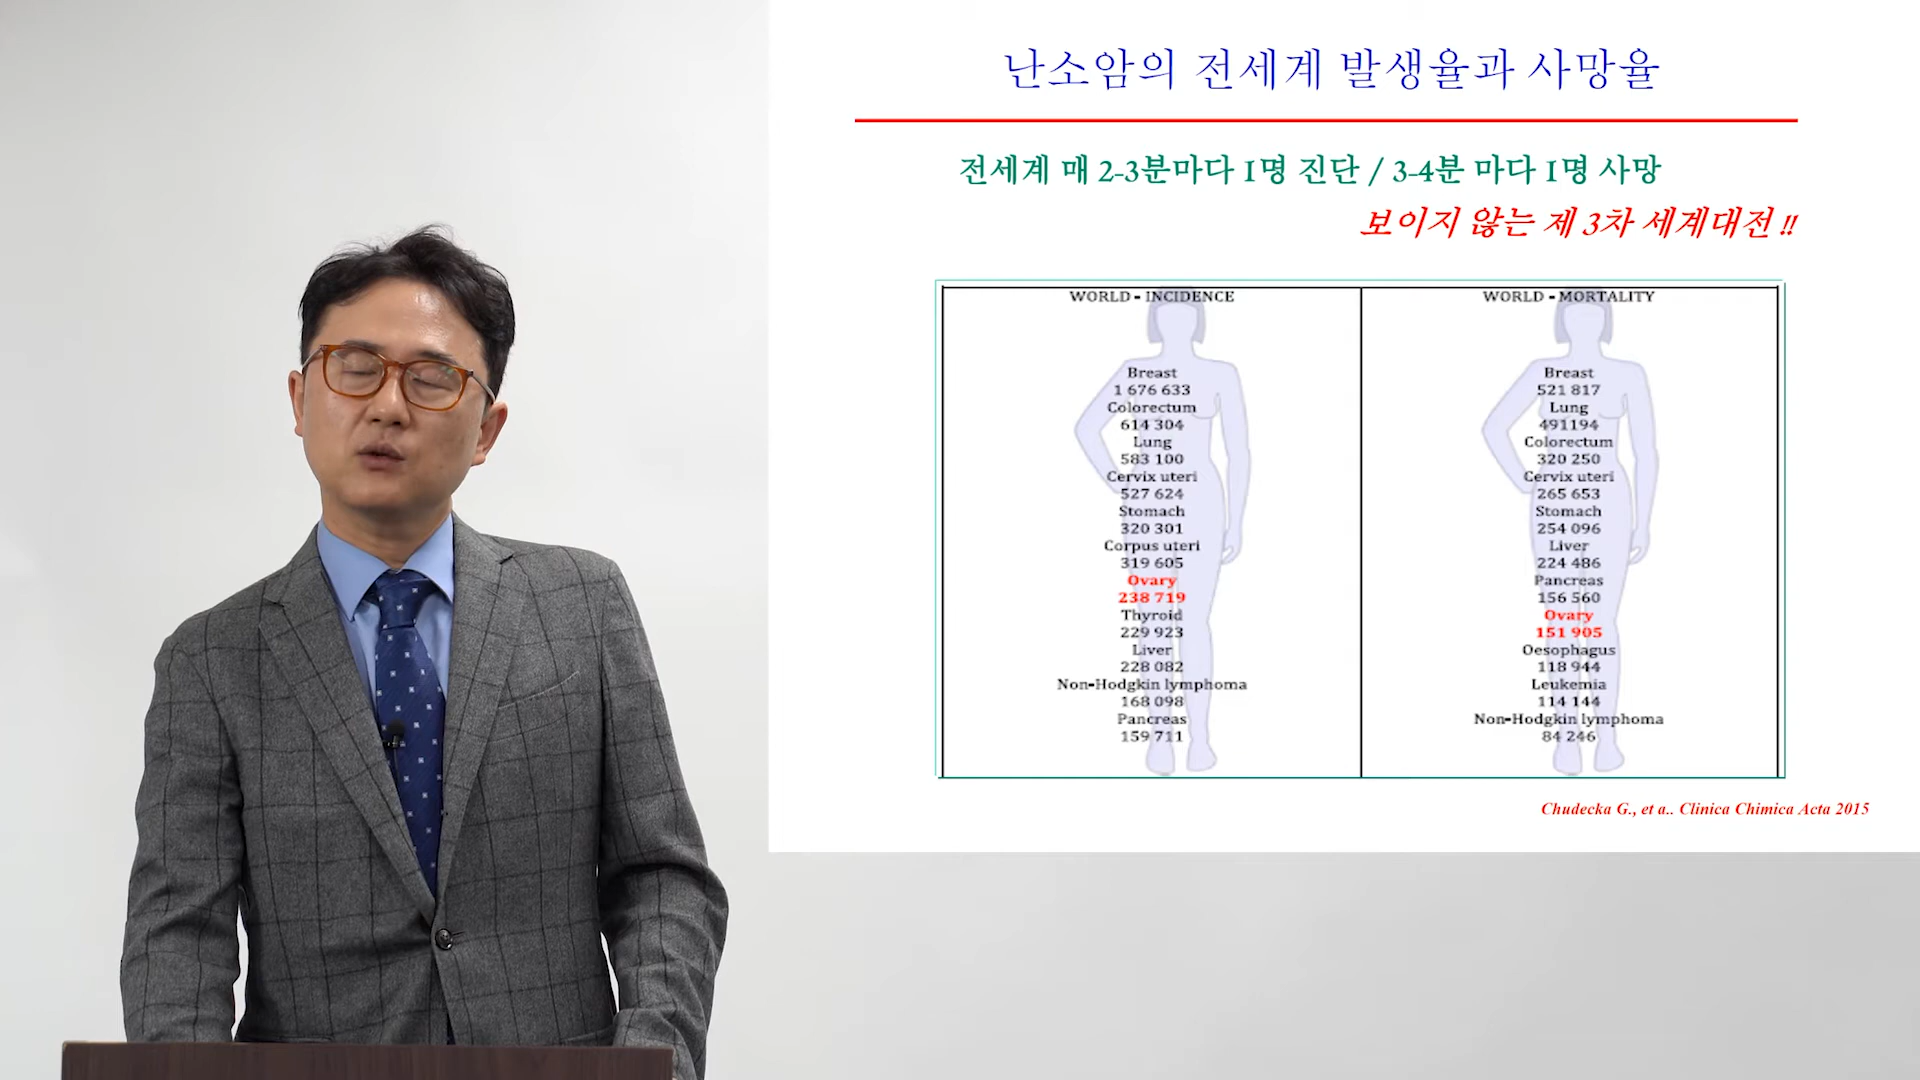 난소암의 전세계 발생율과 사망율
전세계 매 2-3분마다 1명 진단 / 3-4분 마다 1명 사망
보이지 않는 제 3차 세계대전 !!
WORLD - INCIDENCE
Breast
1 676 633
Colorectum
614 304
Lung
583 100
Cervix uteri
527 624
Stomach
320 301
Corpus uteri
319 605
Ovary
238 719
Thyroid
229 923
Liver
228 082
Non-Hodgkin lymphoma
168 098
Pancreas
159 711
WORLD - MORTALITY
Breast
521 817
Lung
491194
Colorectum
320 250
Cervix uteri
265 653
Stomach
254 096
Liver
224 486
Pancreas
156 560
Ovary
151 905
Oesophagus
118 944
Leukemia
114 144
Non-Hodgkin lymphoma
84 246
Chudecka G., et a.. Clinica Chimica Acta 2015